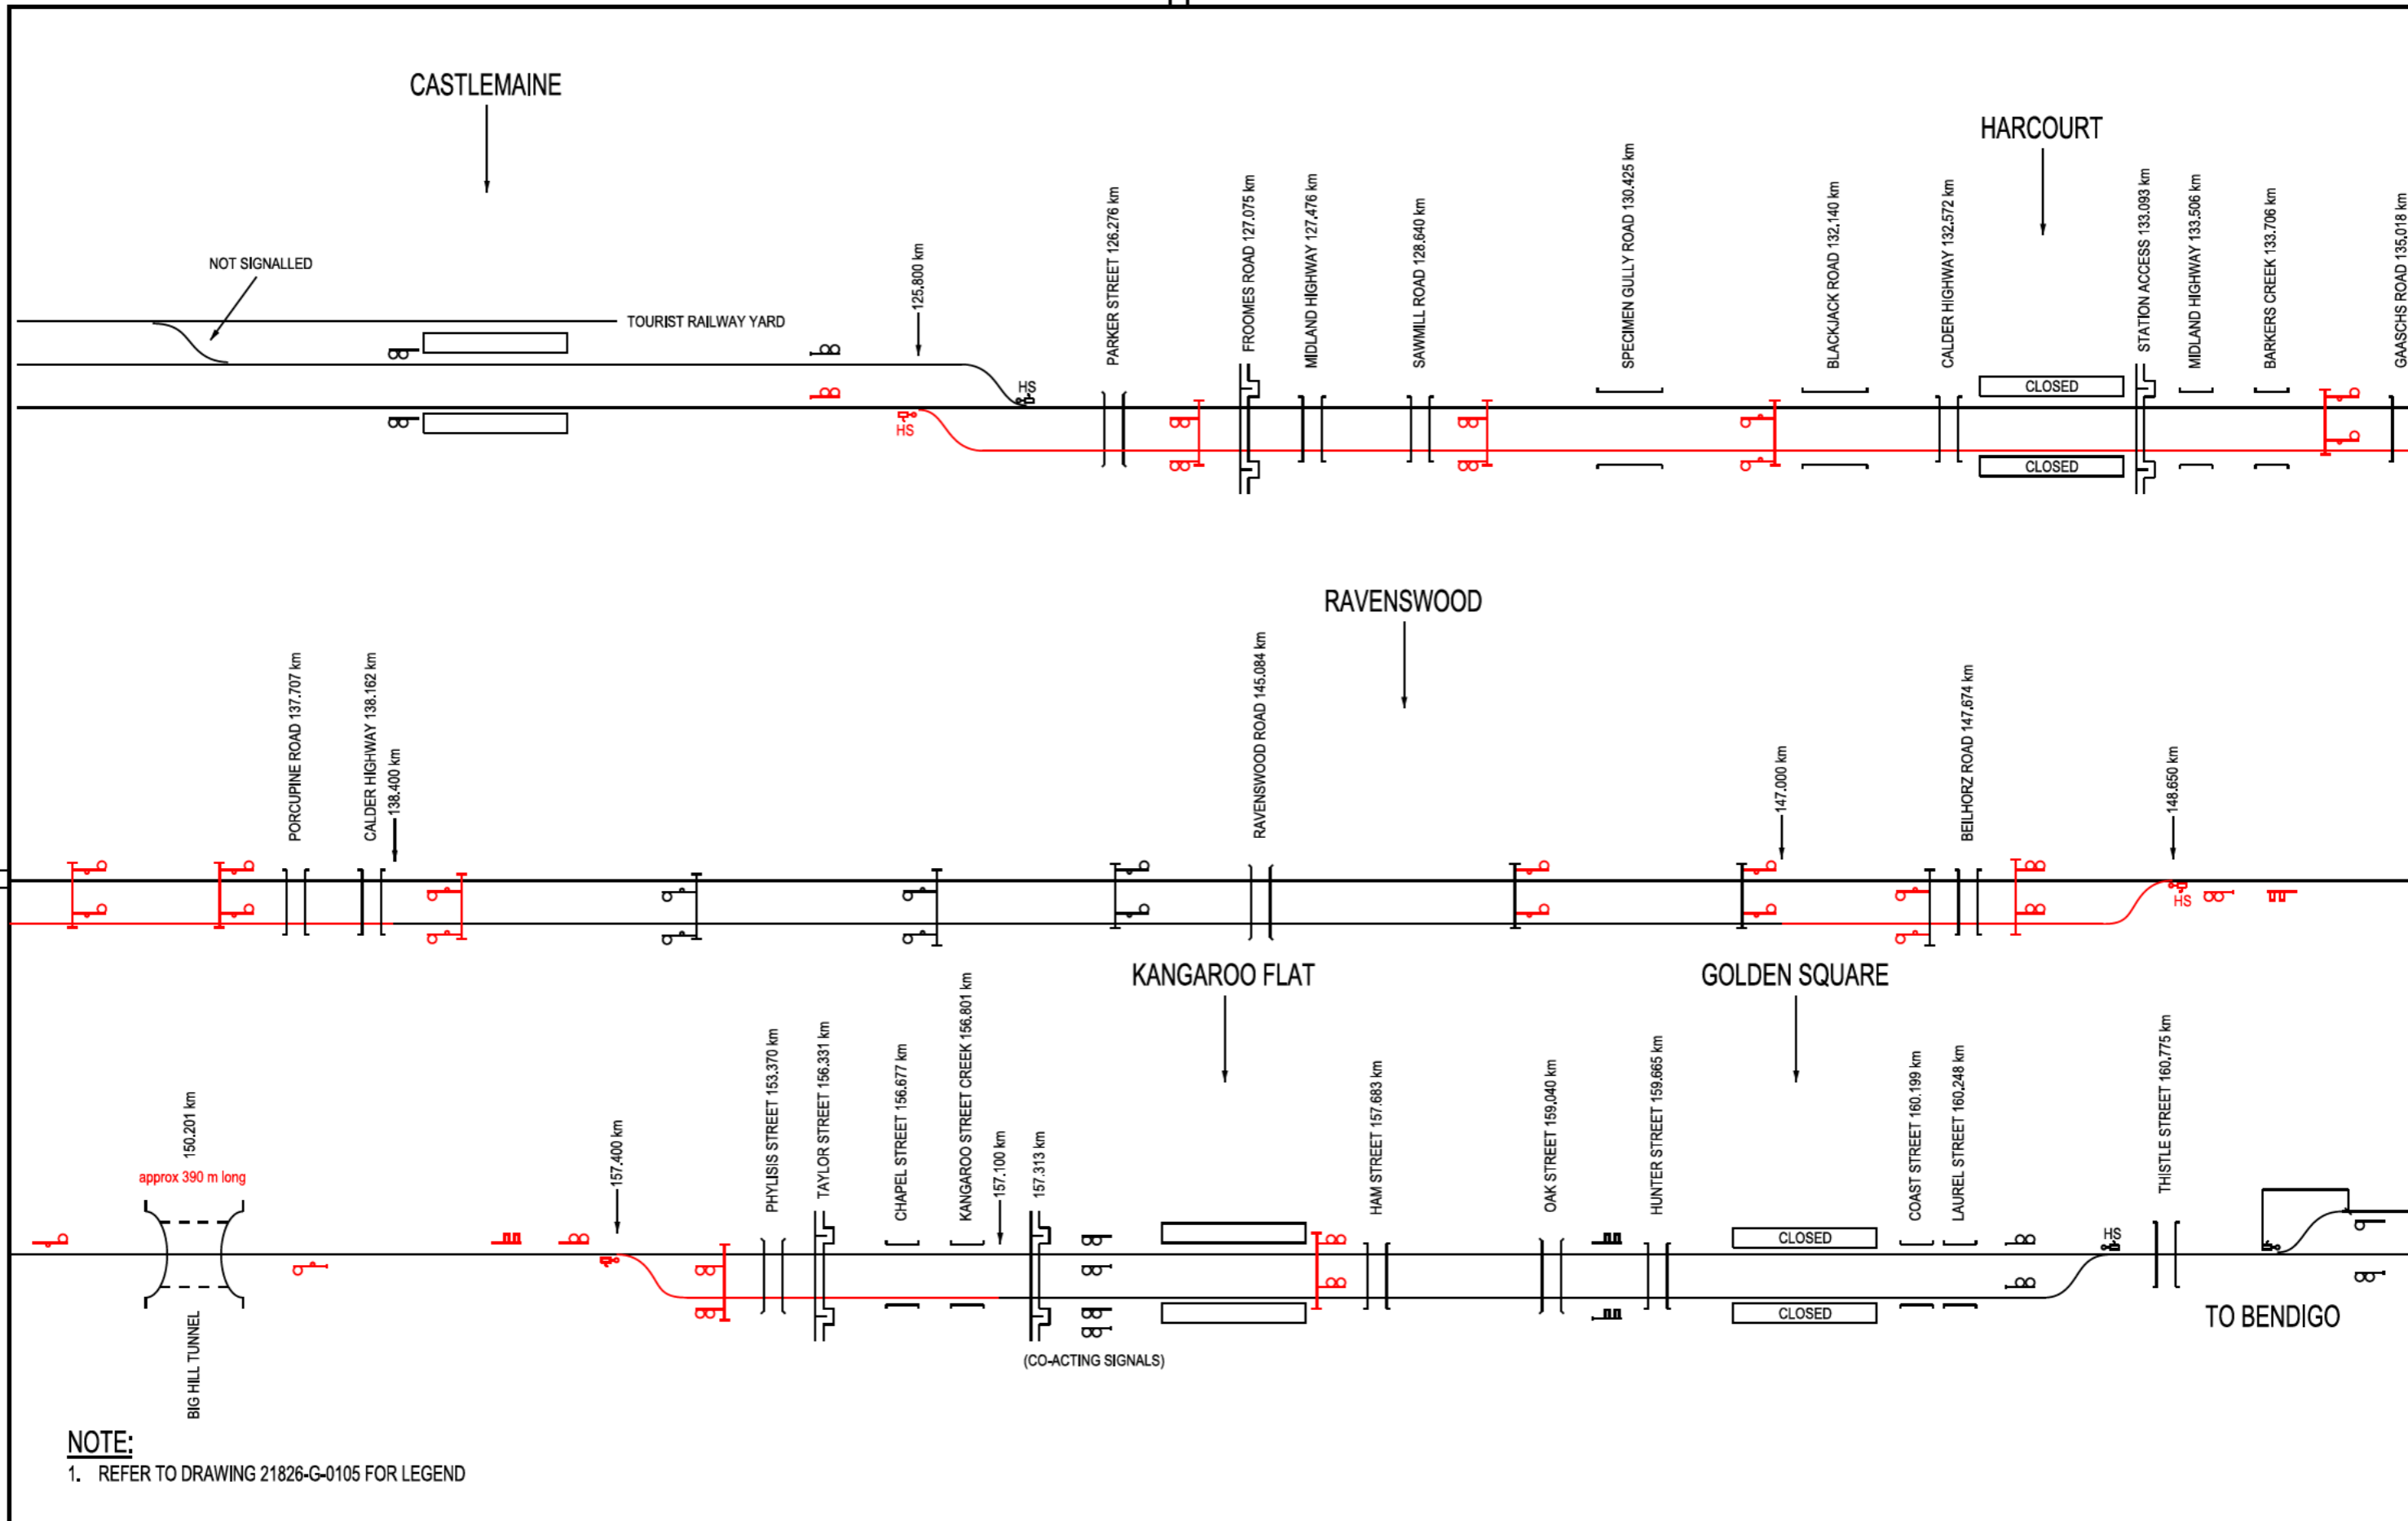 CASTLEMAINE
HARCOURT
NOT SIGNALLED
TOURIST RAILWAY YARD
125.800 km
HS
HS
PARKER STREET 126.276 km
FROOMES ROAD 127.075 km
MIDLAND HIGHWAY 127.476 km
SAWMILL ROAD 128.640 km
SPECIMEN GULLY ROAD 130.425 km
BLACKJACK ROAD 132.140 km
CALDER HIGHWAY 132.572 km
CLOSED
CLOSED
STATION ACCESS 133.093 km
MIDLAND HIGHWAY 133.506 km
BARKERS CREEK 133.706 km
GAASCHS ROAD 135.018 km
RAVENSWOOD
PORCUPINE ROAD 137.707 km
CALDER HIGHWAY 138.162 km
138.400 km
RAVENSWOOD ROAD 145.084 km
147.000 km
BEILHORZ ROAD 147.674 km
148.650 km
HS
KANGAROO FLAT
GOLDEN SQUARE
150.201 km
approx 390 m long
BIG HILL TUNNEL
157.400 km
PHYLISIS STREET 153.370 km
TAYLOR STREET 156.331 km
CHAPEL STREET 156.677 km
KANGAROO STREET CREEK 156.801 km
157.100 km
157.313 km
(CO-ACTING SIGNALS)
HAM STREET 157.683 km
OAK STREET 159.040 km
HUNTER STREET 159.665 km
CLOSED
CLOSED
COAST STREET 160.199 km
LAUREL STREET 160.248 km
HS
THISTLE STREET 160.775 km
TO BENDIGO
NOTE:
1. REFER TO DRAWING 21826-G-0105 FOR LEGEND